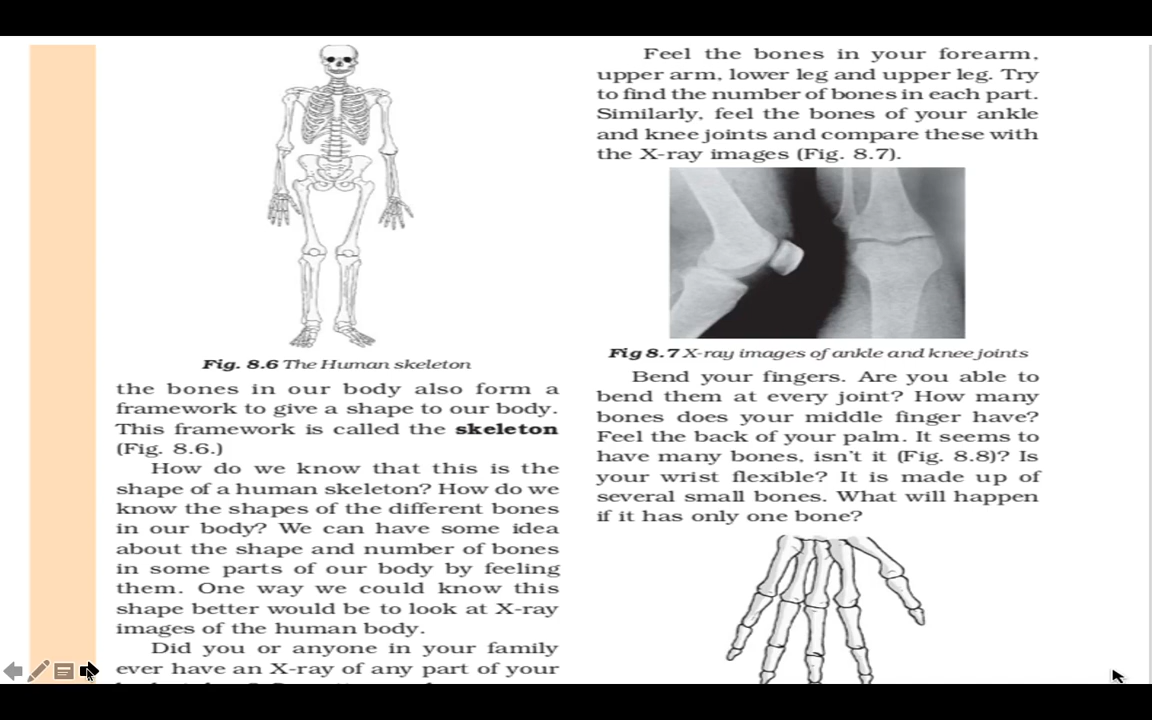 Fig. 8.6 The Human skeleton
the bones in our body also form a
framework to give a shape to our body.
This framework is called the skeleton
(Fig. 8.6.)
How do we know that this is the
shape of a human skeleton? How do we
know the shapes of the different bones
in our body? We can have some idea
about the shape and number of bones
in some parts of our body by feeling
them. One way we could know this
shape better would be to look at X-ray
images of the human body.
Did you or anyone in your family
ever have an X-ray of any part of your
Feel the bones in your forearm,
upper arm, lower leg and upper leg. Try
to find the number of bones in each part.
Similarly, feel the bones of your ankle
and knee joints and compare these with
the X-ray images (Fig. 8.7).
Fig 8.7 X-ray images of ankle and knee joints
Bend your fingers. Are you able to
bend them at every joint? How many
bones does your middle finger have?
Feel the back of your palm. It seems to
have many bones, isn't it (Fig. 8.8)? Is
your wrist flexible? It is made up of
several small bones. What will happen
if it has only one bone?